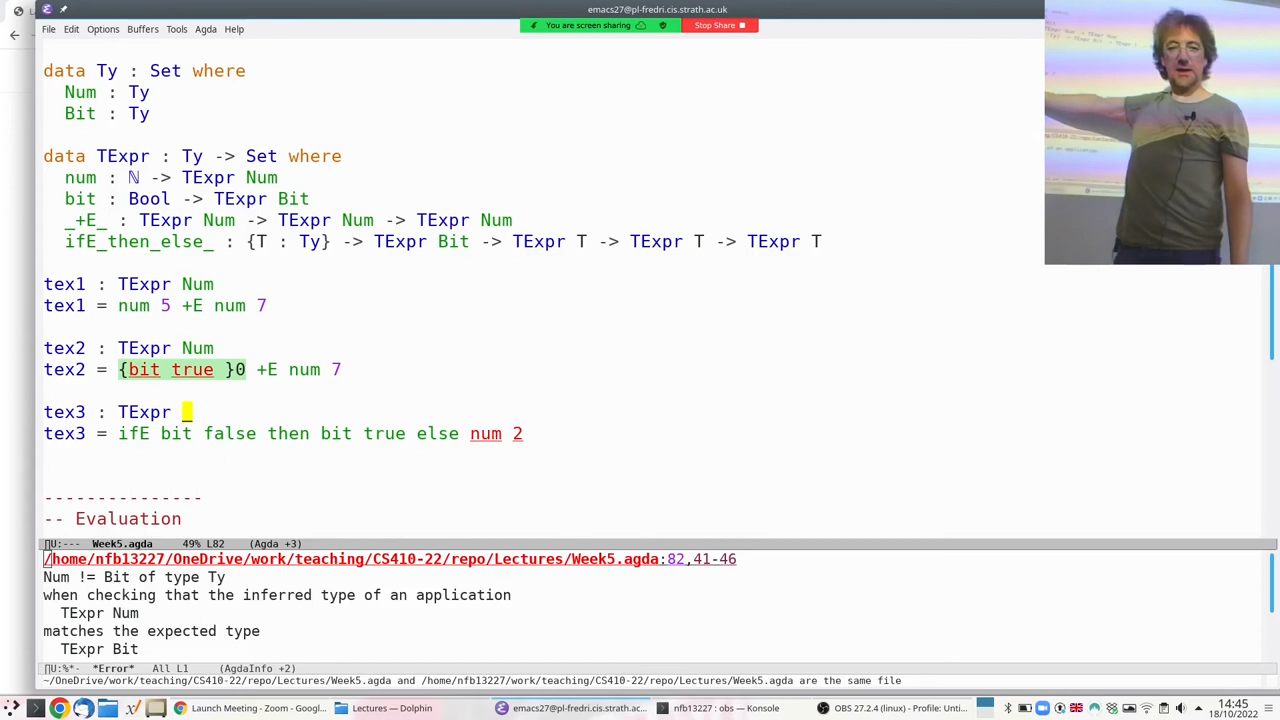 emacs27@pl-fredri.cis.strath.ac.uk
File Edit Options Buffers Tools Agda Help
You are screen sharing
Stop Share
data Ty : Set where
Num : Ty
Bit : Ty
data TExpr : Ty -> Set where
num : ℕ -> TExpr Num
bit : Bool -> TExpr Bit
_+E_ : TExpr Num -> TExpr Num -> TExpr Num
ifE_then_else_ : {T : Ty} -> TExpr Bit -> TExpr T -> TExpr T -> TExpr T
tex1 : TExpr Num
tex1 = num 5 +E num 7
tex2 : TExpr Num
tex2 = {bit true }0 +E num 7
tex3 : TExpr _
tex3 = ifE bit false then bit true else num 2
---------------
-- Evaluation
U:--- Week5.agda 49% L82 (Agda +3)
/home/nfb13227/OneDrive/work/teaching/CS410-22/repo/Lectures/Week5.agda:82,41-46
Num != Bit of type Ty
when checking that the inferred type of an application
TExpr Num
matches the expected type
TExpr Bit
U:%*- *Error* All L1 (AgdaInfo +2)
~/OneDrive/work/teaching/CS410-22/repo/Lectures/Week5.agda and /home/nfb13227/OneDrive/work/teaching/CS410-22/repo/Lectures/Week5.agda are the same file
Launch Meeting - Zoom - Googl...
Lectures — Dolphin
emacs27@pl-fredri.cis.strath.ac...
nfb13227 : obs — Konsole
OBS 27.2.4 (linux) - Profile: Unti...
14:45
18/10/2022